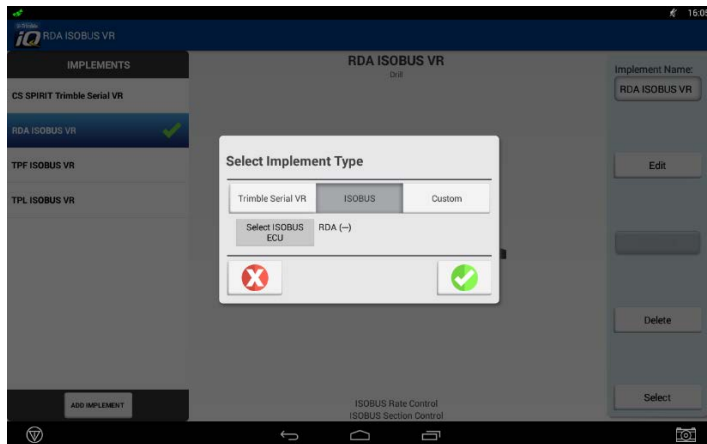 16:05
iQ RDA ISOBUS VR
IMPLEMENTS
CS SPIRIT Trimble Serial VR
RDA ISOBUS VR
TPF ISOBUS VR
TPL ISOBUS VR
ADD IMPLEMENT
RDA ISOBUS VR
Drill
Select Implement Type
Trimble Serial VR
ISOBUS
Custom
Select ISOBUS
ECU
RDA (--)
ISOBUS Rate Control
ISOBUS Section Control
Implement Name:
RDA ISOBUS VR
Edit
Delete
Select